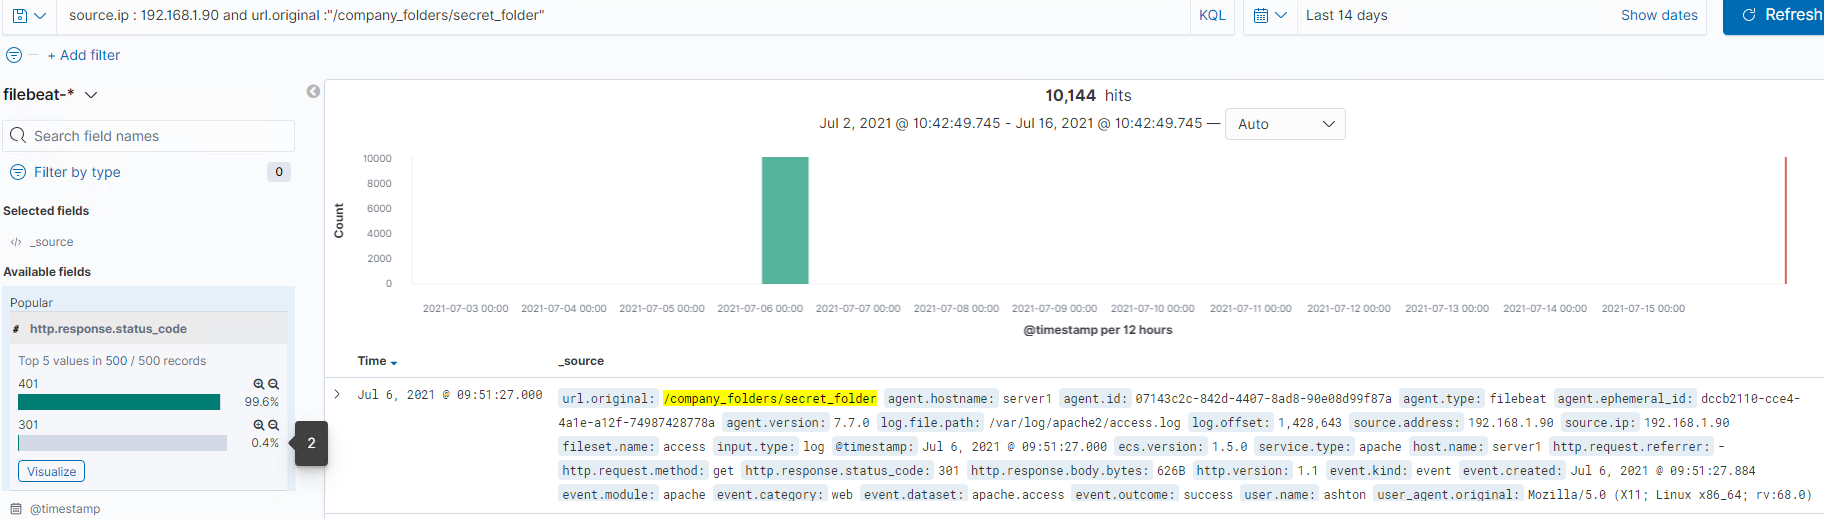 source.ip : 192.168.1.90 and url.original :"/company_folders/secret_folder"
KQL
Last 14 days
Show dates
Refresh
+ Add filter
filebeat-*
Search field names
Filter by type
0
Selected fields
</> _source
Available fields
Popular
# http.response.status_code
Top 5 values in 500 / 500 records
401
99.6%
301
0.4%
2
Visualize
@timestamp
10,144 hits
Jul 2, 2021 @ 10:42:49.745 - Jul 16, 2021 @ 10:42:49.745 —
Auto
Count
10000
8000
6000
4000
2000
0
2021-07-03 00:00 2021-07-04 00:00 2021-07-05 00:00 2021-07-06 00:00 2021-07-07 00:00 2021-07-08 00:00 2021-07-09 00:00 2021-07-10 00:00 2021-07-11 00:00 2021-07-12 00:00 2021-07-13 00:00 2021-07-14 00:00 2021-07-15 00:00
@timestamp per 12 hours
Time _source
Jul 6, 2021 @ 09:51:27.000
url.original: /company_folders/secret_folder agent.hostname: server1 agent.id: 07143c2c-842d-4407-8ad8-90e08d99f87a agent.type: filebeat agent.ephemeral_id: dccb2110-cce4-
4a1e-a12f-74987428778a agent.version: 7.7.0 log.file.path: /var/log/apache2/access.log log.offset: 1,428,643 source.address: 192.168.1.90 source.ip: 192.168.1.90
fileset.name: access input.type: log @timestamp: Jul 6, 2021 @ 09:51:27.000 ecs.version: 1.5.0 service.type: apache host.name: server1 http.request.referrer: -
http.request.method: get http.response.status_code: 301 http.response.body.bytes: 626B http.version: 1.1 event.kind: event event.created: Jul 6, 2021 @ 09:51:27.884
event.module: apache event.category: web event.dataset: apache.access event.outcome: success user.name: ashton user_agent.original: Mozilla/5.0 (X11; Linux x86_64; rv:68.0)